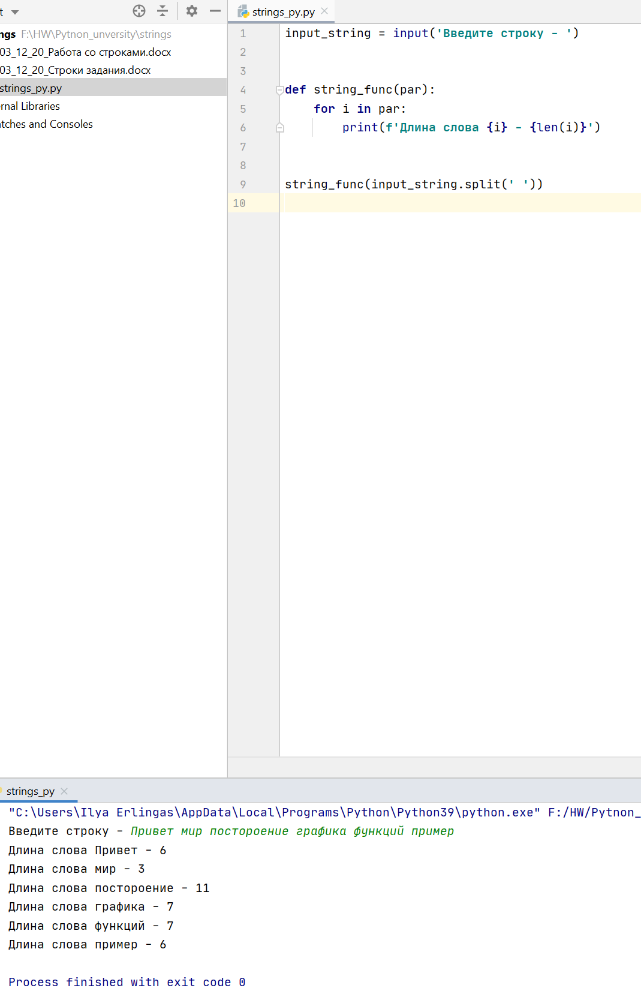 t
strings_py.py
ngs F:\HW\Pytnon_unversity\strings
03_12_20_Работа со строками.docx
03_12_20_Строки задания.docx
strings_py.py
rnal Libraries
tches and Consoles
1 input_string = input('Введите строку - ')
2
3
4 def string_func(par):
5 for i in par:
6 print(f'Длина слова {i} - {len(i)}')
7
8
9 string_func(input_string.split(' '))
10
strings_py
"C:\Users\Ilya Erlingas\AppData\Local\Programs\Python\Python39\python.exe" F:/HW/Pytnon_
Введите строку - Привет мир постороение графика функций пример
Длина слова Привет - 6
Длина слова мир - 3
Длина слова постороение - 11
Длина слова графика - 7
Длина слова функций - 7
Длина слова пример - 6
Process finished with exit code 0